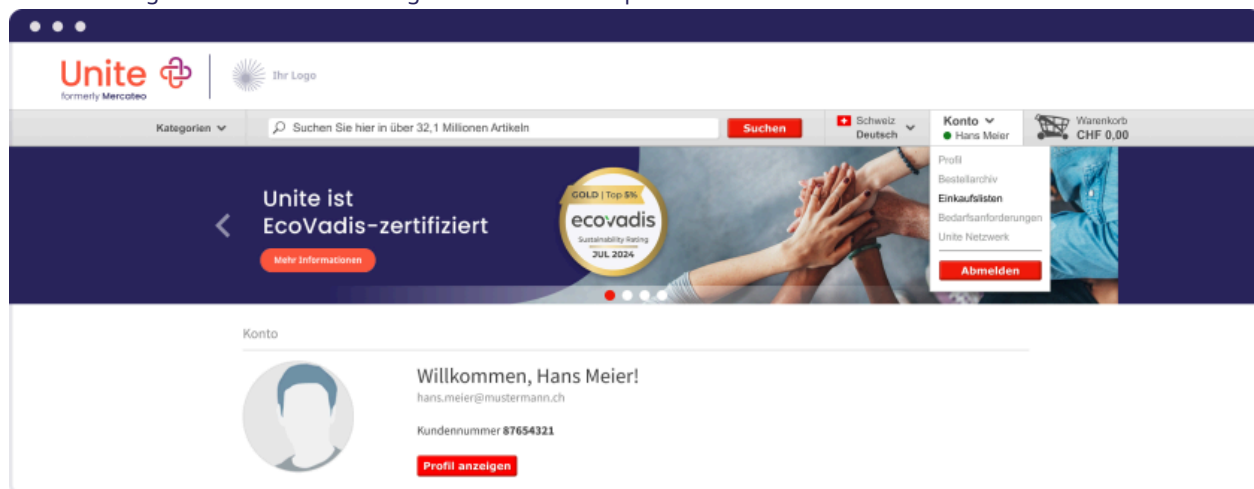 Unite
formerly Mercateo
Ihr Logo
Kategorien
Suchen Sie hier in über 32,1 Millionen Artikeln
Suchen
Schweiz
Deutsch
Konto
Hans Meier
Warenkorb
CHF 0,00
Profil
Bestellarchiv
Einkaufslisten
Bedarfsanforderungen
Unite Netzwerk
Abmelden
Unite ist
EcoVadis-zertifiziert
Mehr Informationen
GOLD | Top 5%
ecovadis
Sustainability Rating
JUL 2024
Konto
Willkommen, Hans Meier!
hans.meier@mustermann.ch
Kundennummer 87654321
Profil anzeigen